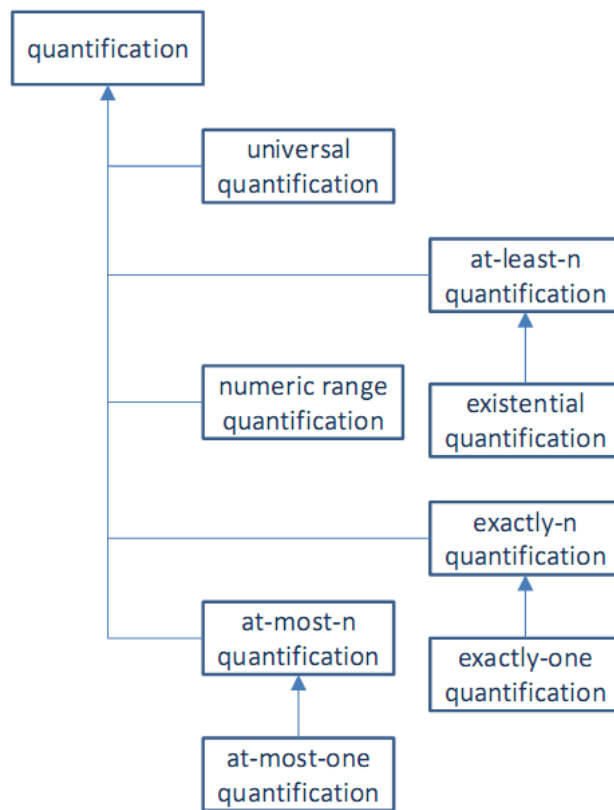 quantification
universal
quantification
at-least-n
quantification
numeric range
quantification
existential
quantification
exactly-n
quantification
at-most-n
quantification
exactly-one
quantification
at-most-one
quantification